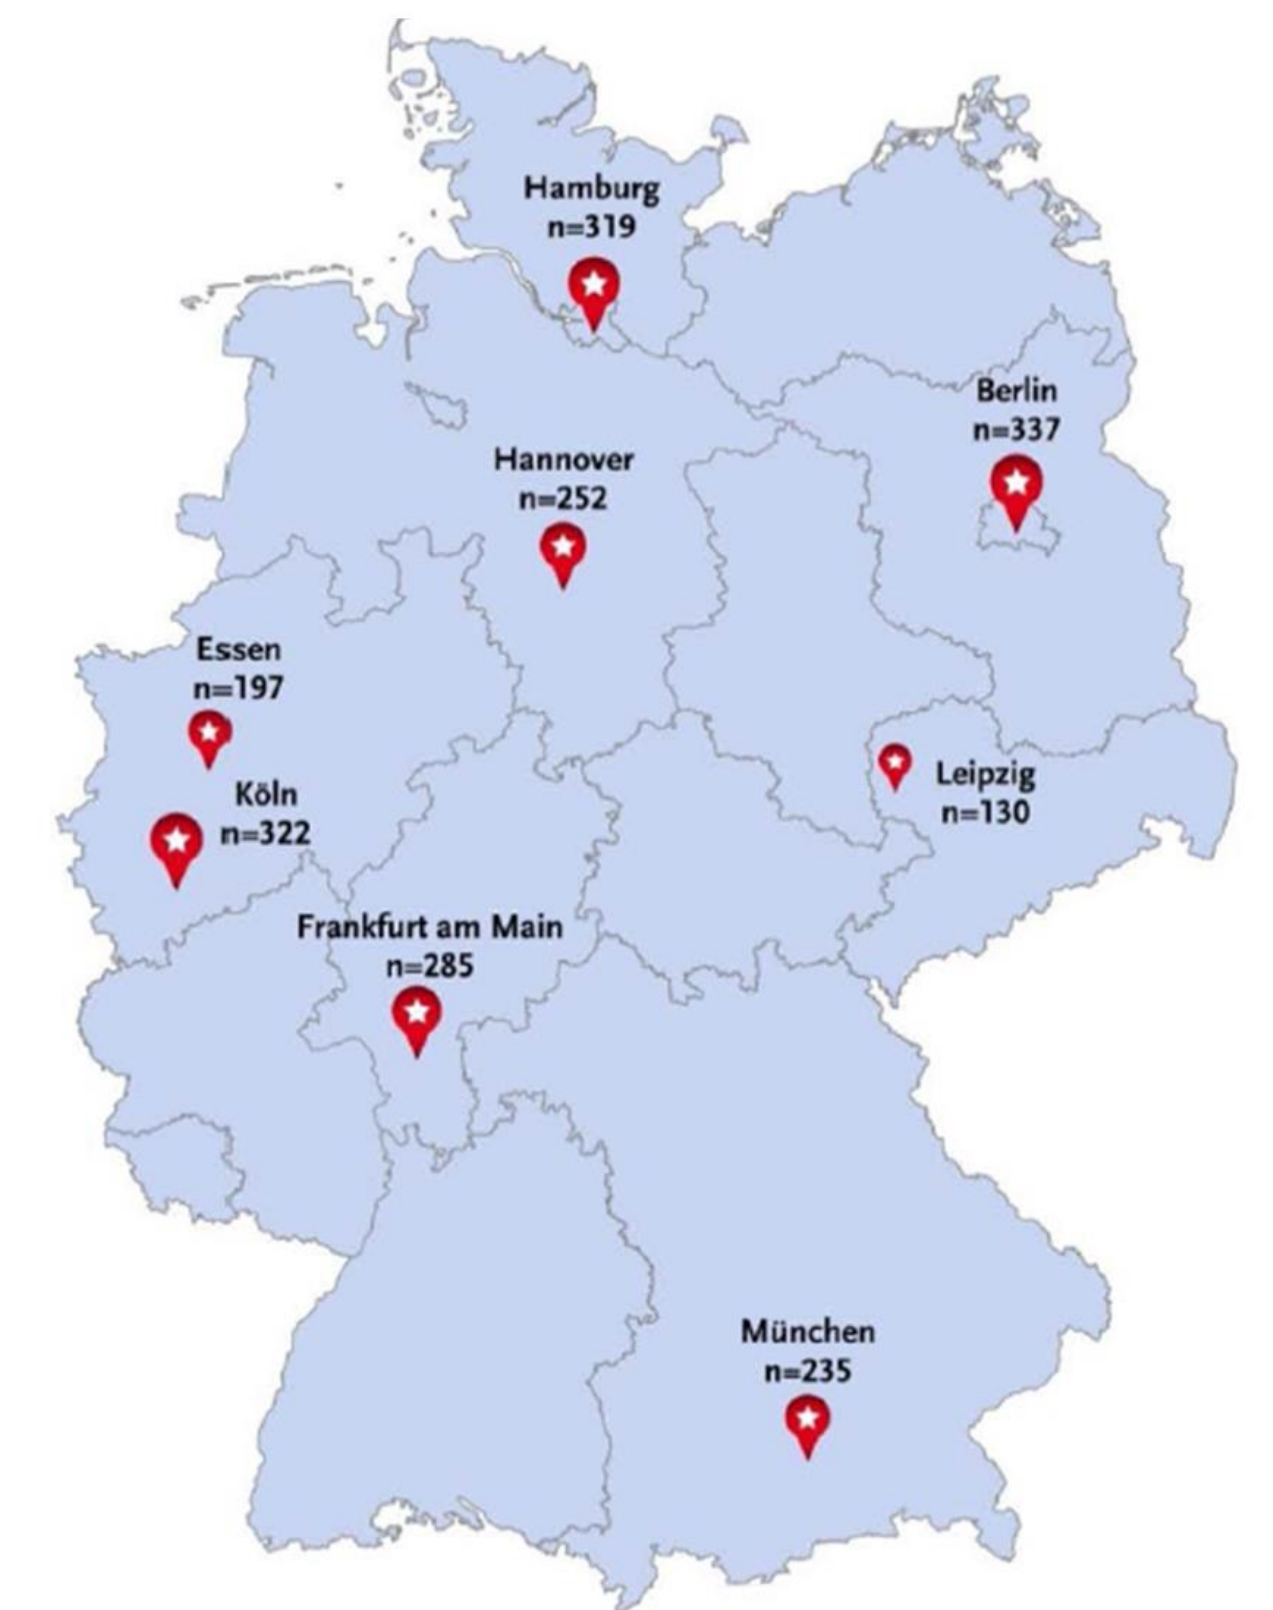 Hamburg
n=319
Berlin
n=337
Hannover
n=252
Essen
n=197
Leipzig
n=130
Köln
n=322
Frankfurt am Main
n=285
München
n=235